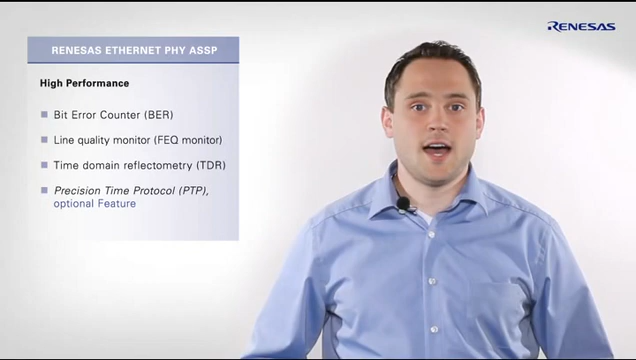 RENESAS
RENESAS ETHERNET PHY ASSP
High Performance
Bit Error Counter (BER)
Line quality monitor (FEQ monitor)
Time domain reflectometry (TDR)
Precision Time Protocol (PTP),
optional Feature